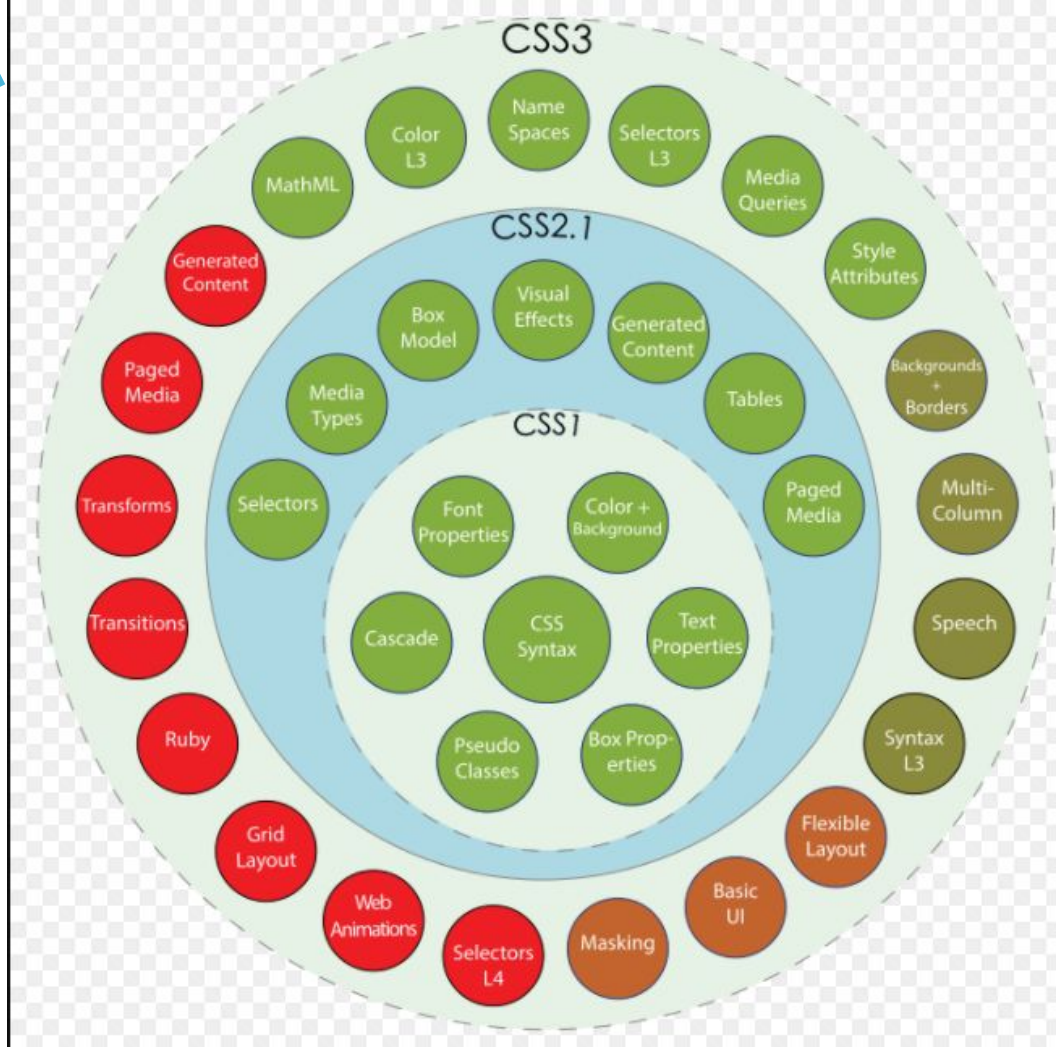 CSS3
Name
Spaces
Selectors
L3
Media
Queries
Style
Attributes
Backgrounds
+
Borders
Multi-
Column
Speech
Syntax
L3
Flexible
Layout
Basic
UI
Masking
Selectors
L4
Web
Animations
Grid
Layout
Ruby
Transitions
Transforms
Paged
Media
Generated
Content
MathML
Color
L3
CSS2.1
Selectors
Media
Types
Box
Model
Visual
Effects
Generated
Content
Tables
Paged
Media
CSS1
Font
Properties
Color +
Background
Cascade
CSS
Syntax
Text
Properties
Pseudo
Classes
Box Prop-
erties